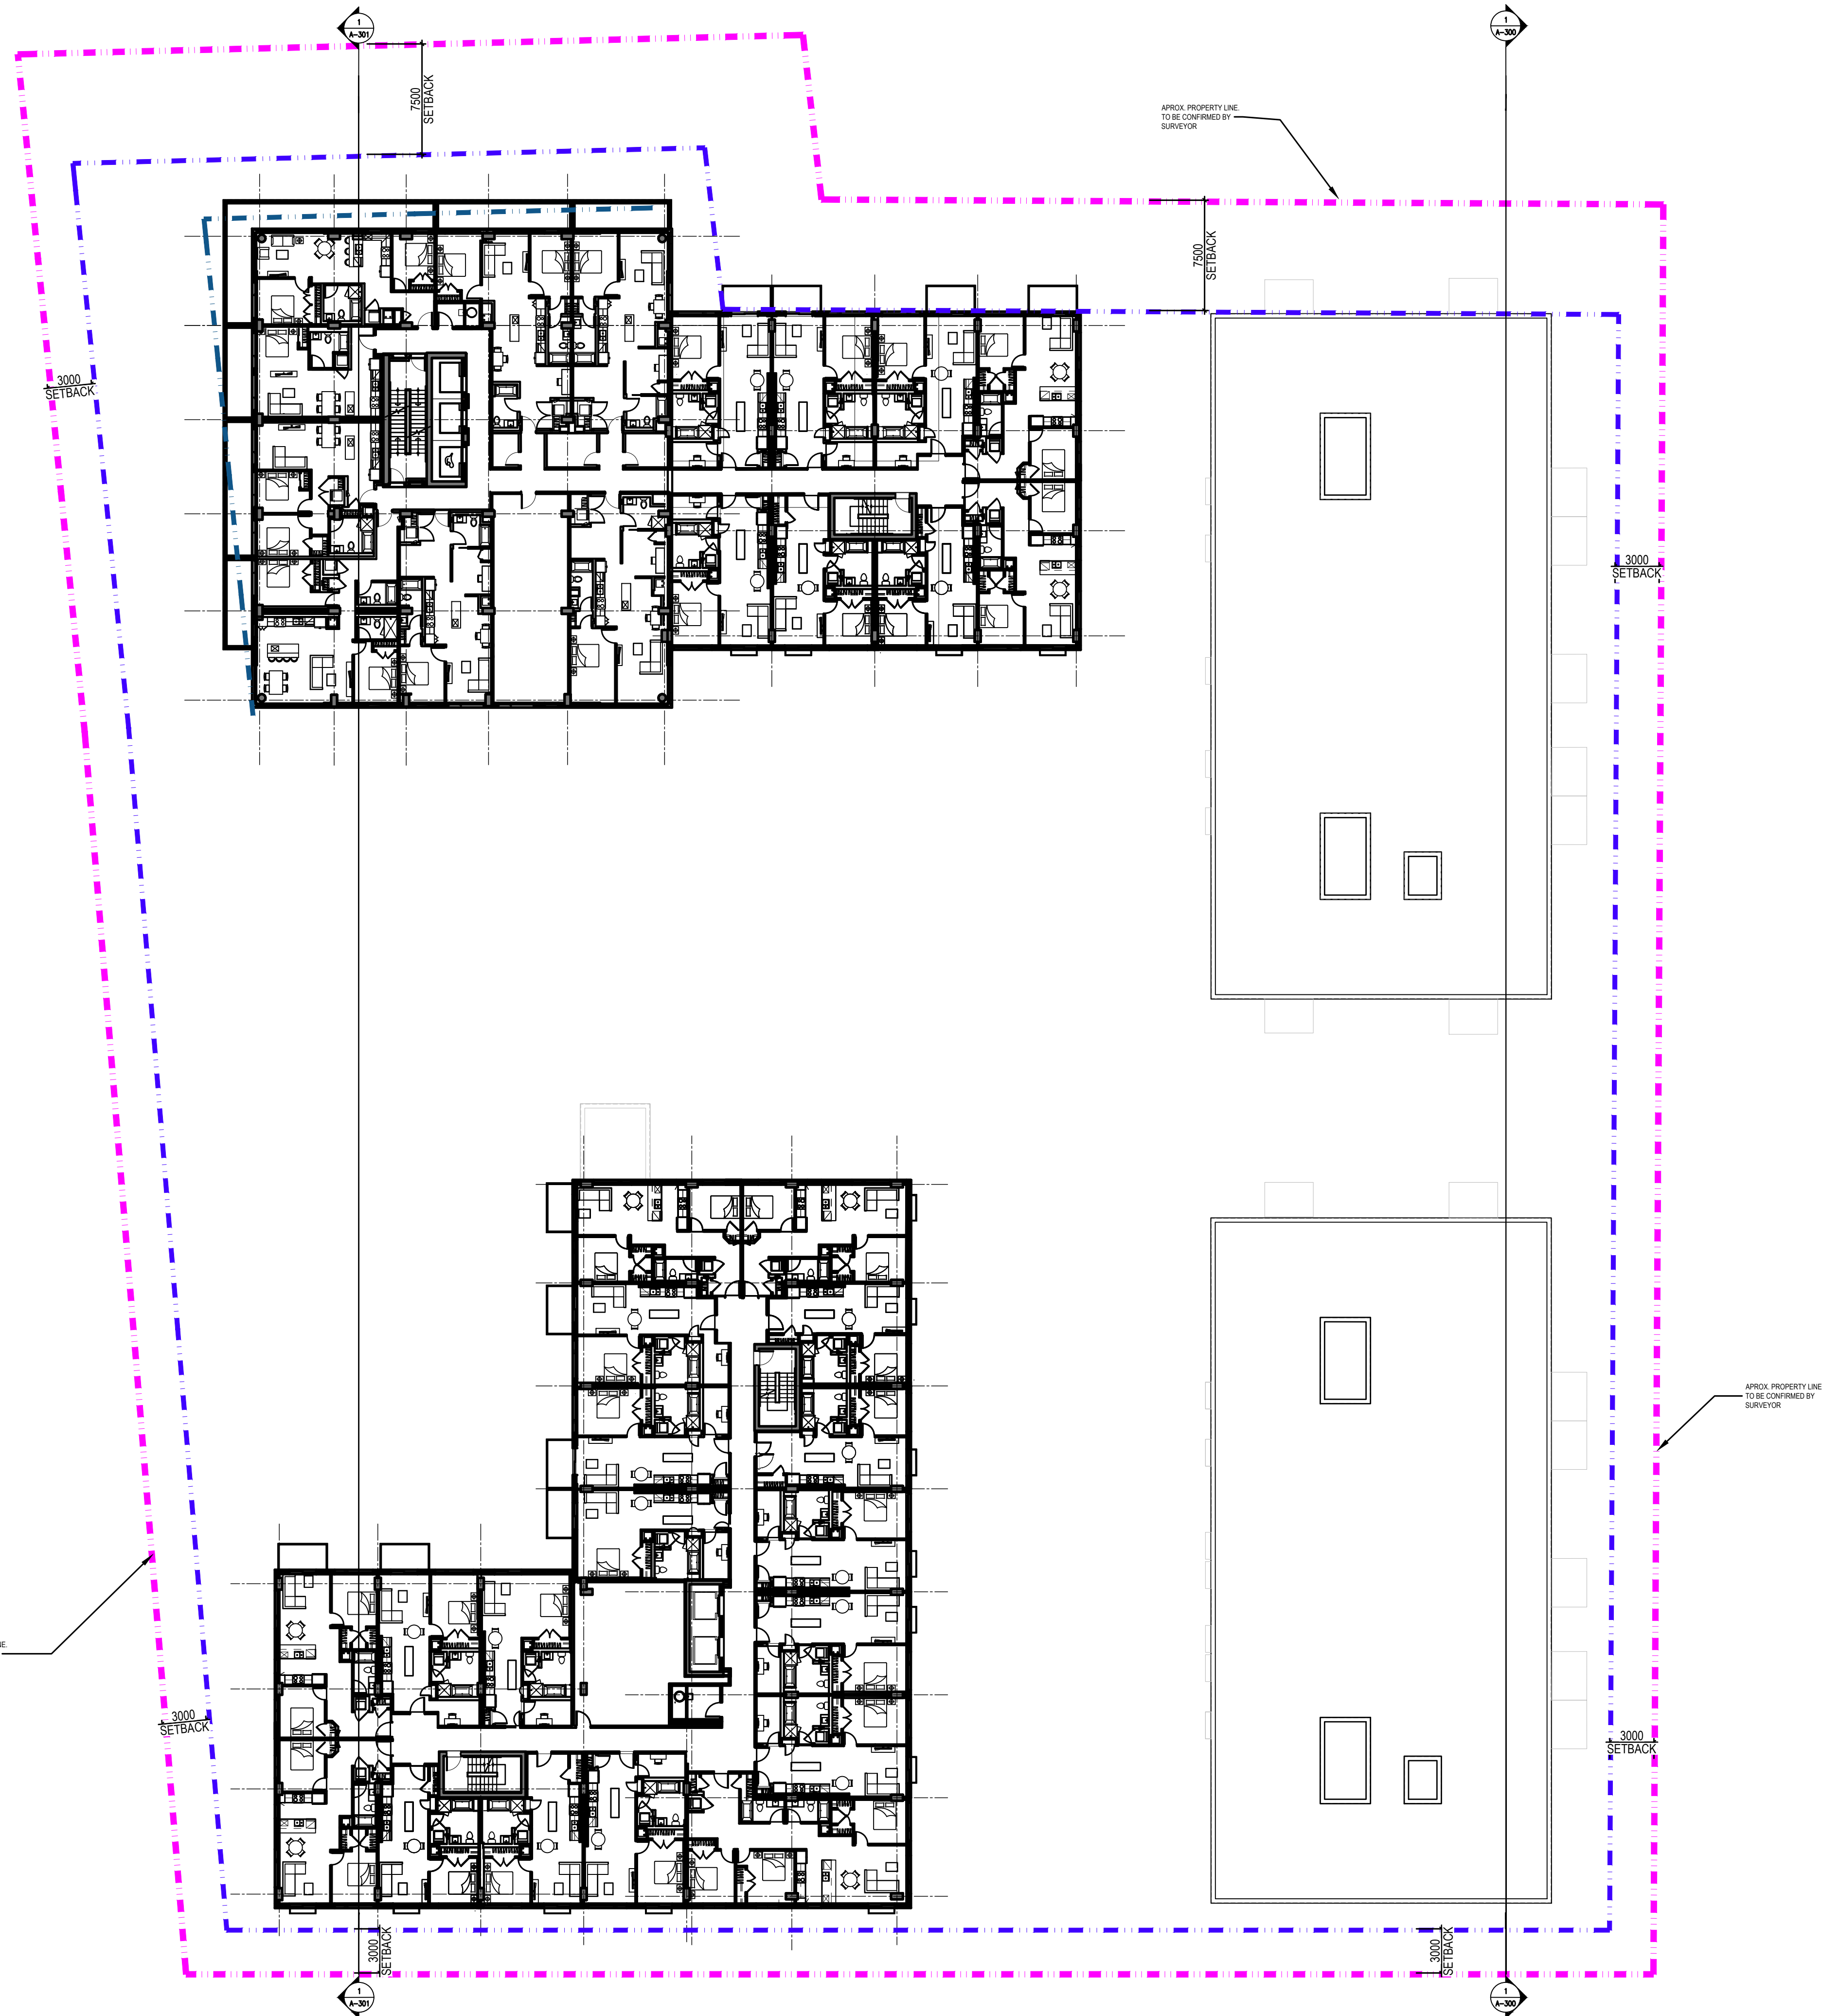 1
A-301
1
A-300
7500
SETBACK
APROX. PROPERTY LINE.
TO BE CONFIRMED BY
SURVEYOR
7500
SETBACK
3000
SETBACK
3000
SETBACK
APROX. PROPERTY LINE
TO BE CONFIRMED BY
SURVEYOR
NE.
3000
SETBACK
3000
SETBACK
3000
SETBACK
3000
SETBACK
1
A-301
1
A-300